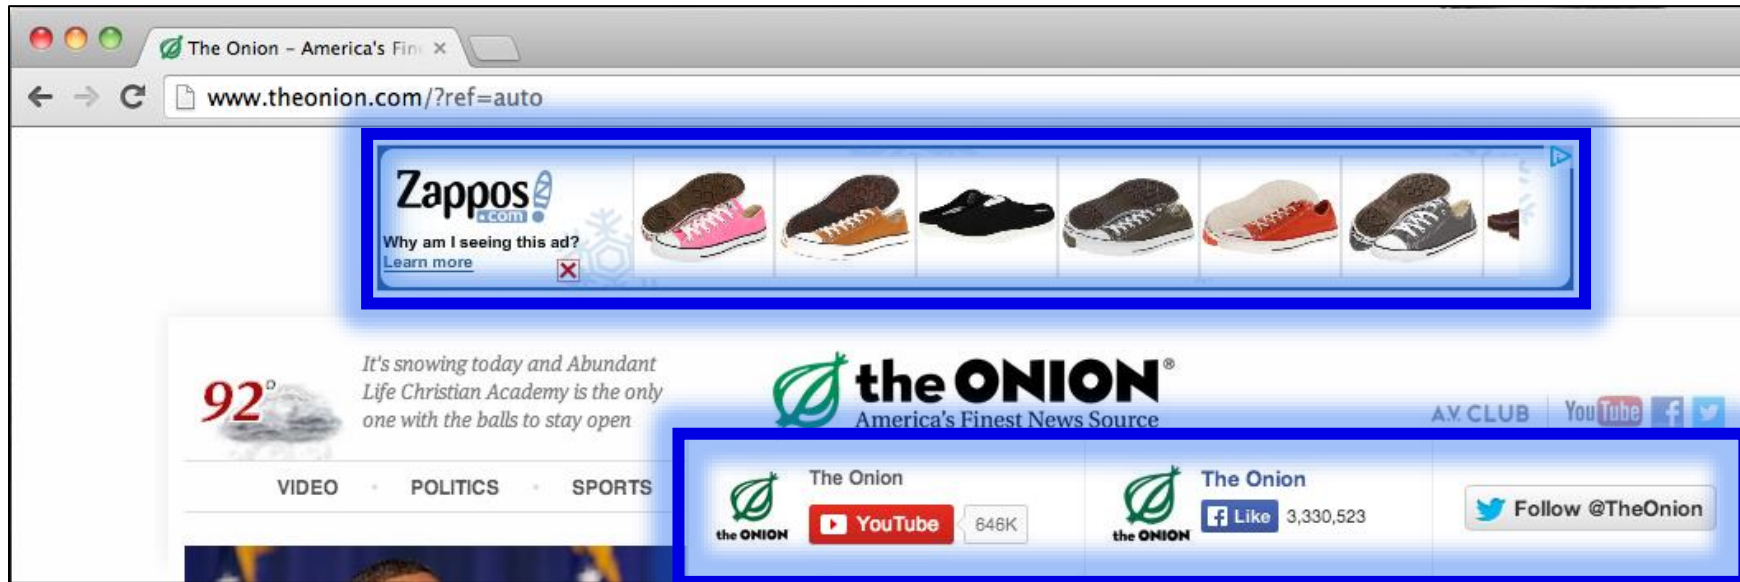 The Onion – America's Fin
www.theonion.com/?ref=auto
Zappos
.com
Why am I seeing this ad?
Learn more
92°
It's snowing today and Abundant
Life Christian Academy is the only
one with the balls to stay open
the ONION®
America's Finest News Source
A.V. CLUB
YouTube
VIDEO • POLITICS • SPORTS
the ONION
The Onion
YouTube 646K
the ONION
The Onion
Like 3,330,523
Follow @TheOnion